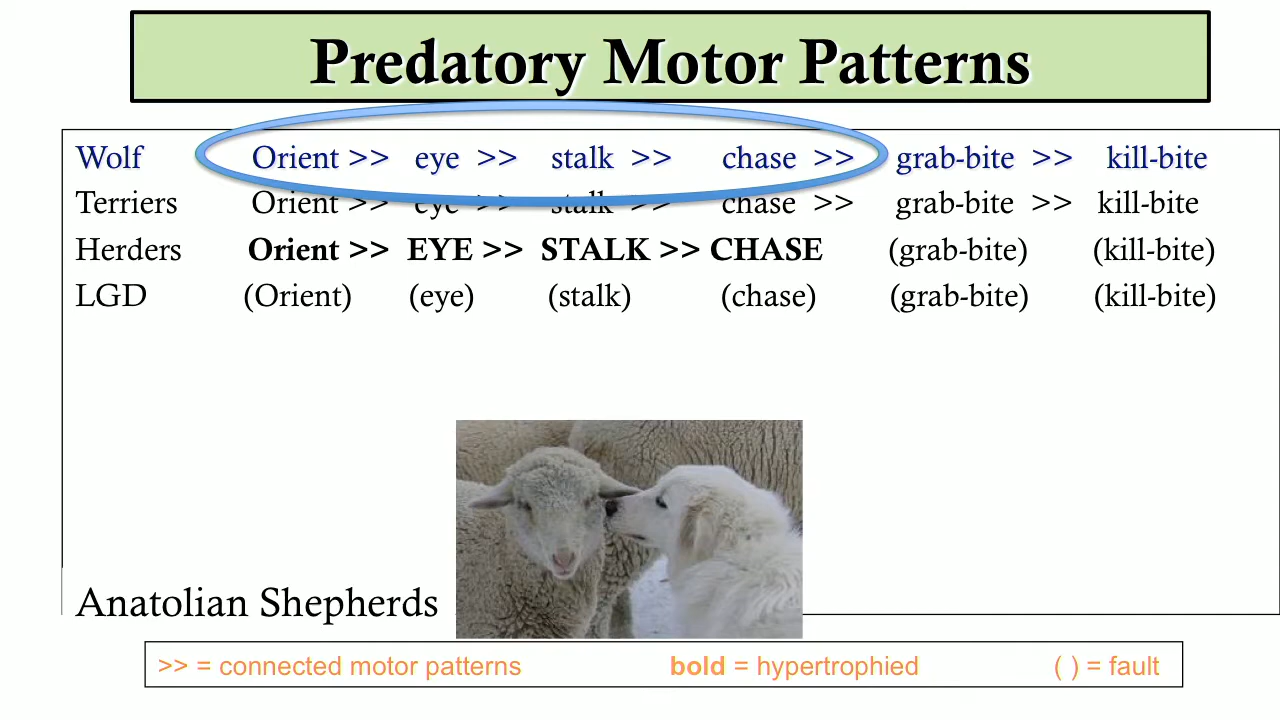 Predatory Motor Patterns
Wolf Orient >> eye >> stalk >> chase >> grab-bite >> kill-bite
Terriers Orient >> eye >> stalk >> chase >> grab-bite >> kill-bite
Herders Orient >> EYE >> STALK >> CHASE (grab-bite) (kill-bite)
LGD (Orient) (eye) (stalk) (chase) (grab-bite) (kill-bite)
Anatolian Shepherds
>> = connected motor patterns bold = hypertrophied ( ) = fault